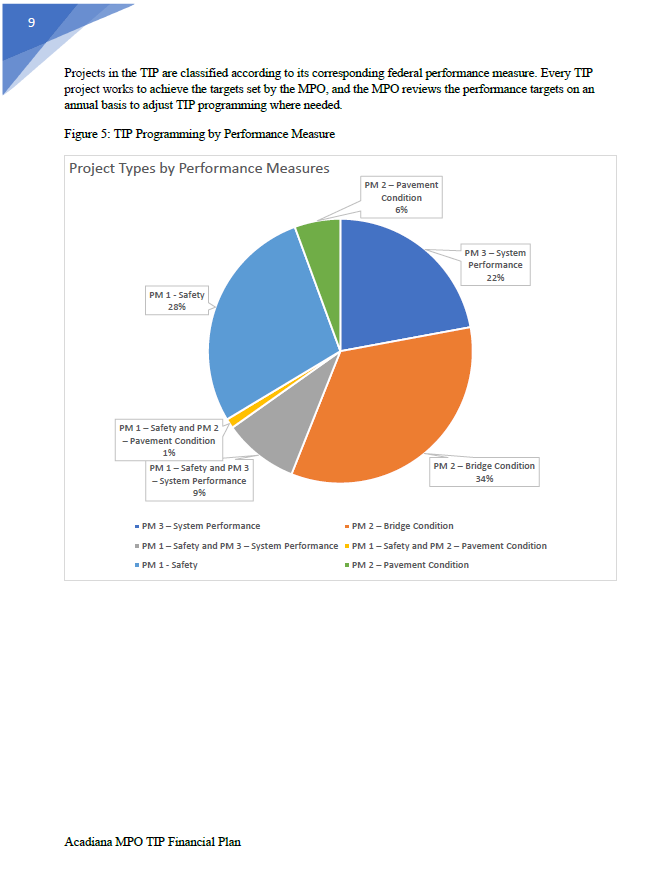 9
Projects in the TIP are classified according to its corresponding federal performance measure. Every TIP
project works to achieve the targets set by the MPO, and the MPO reviews the performance targets on an
annual basis to adjust TIP programming where needed.
Figure 5: TIP Programming by Performance Measure
Project Types by Performance Measures
PM 2 – Pavement
Condition
6%
PM 3 – System
Performance
22%
PM 1 - Safety
28%
PM 1 – Safety and PM 2
– Pavement Condition
1%
PM 1 – Safety and PM 3
– System Performance
9%
PM 2 – Bridge Condition
34%
PM 3 – System Performance
PM 2 – Bridge Condition
PM 1 – Safety and PM 3 – System Performance
PM 1 – Safety and PM 2 – Pavement Condition
PM 1 - Safety
PM 2 – Pavement Condition
Acadiana MPO TIP Financial Plan